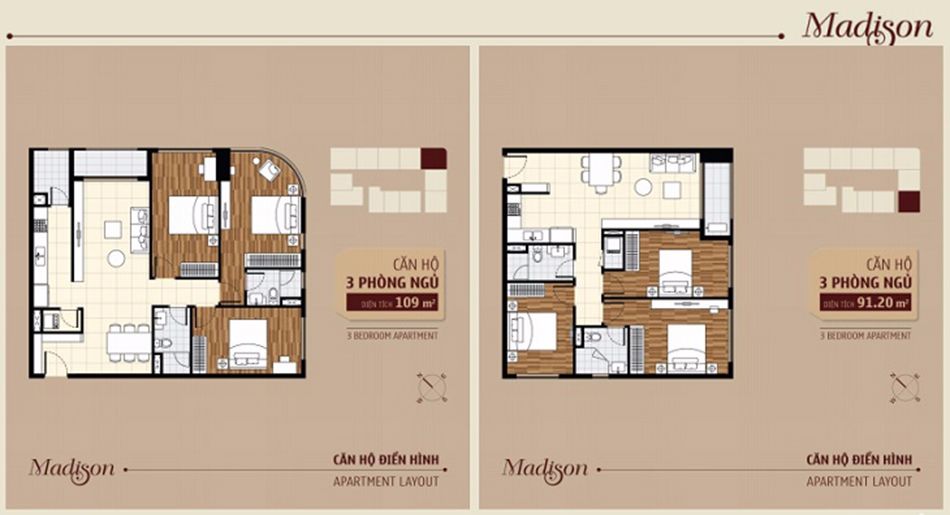 Madison
CĂN HỘ
3 PHÒNG NGỦ
DIỆN TÍCH 109 m²
3 BEDROOM APARTMENT
Madison
CĂN HỘ ĐIỂN HÌNH
APARTMENT LAYOUT
CĂN HỘ
3 PHÒNG NGỦ
DIỆN TÍCH 91.20 m²
3 BEDROOM APARTMENT
Madison
CĂN HỘ ĐIỂN HÌNH
APARTMENT LAYOUT